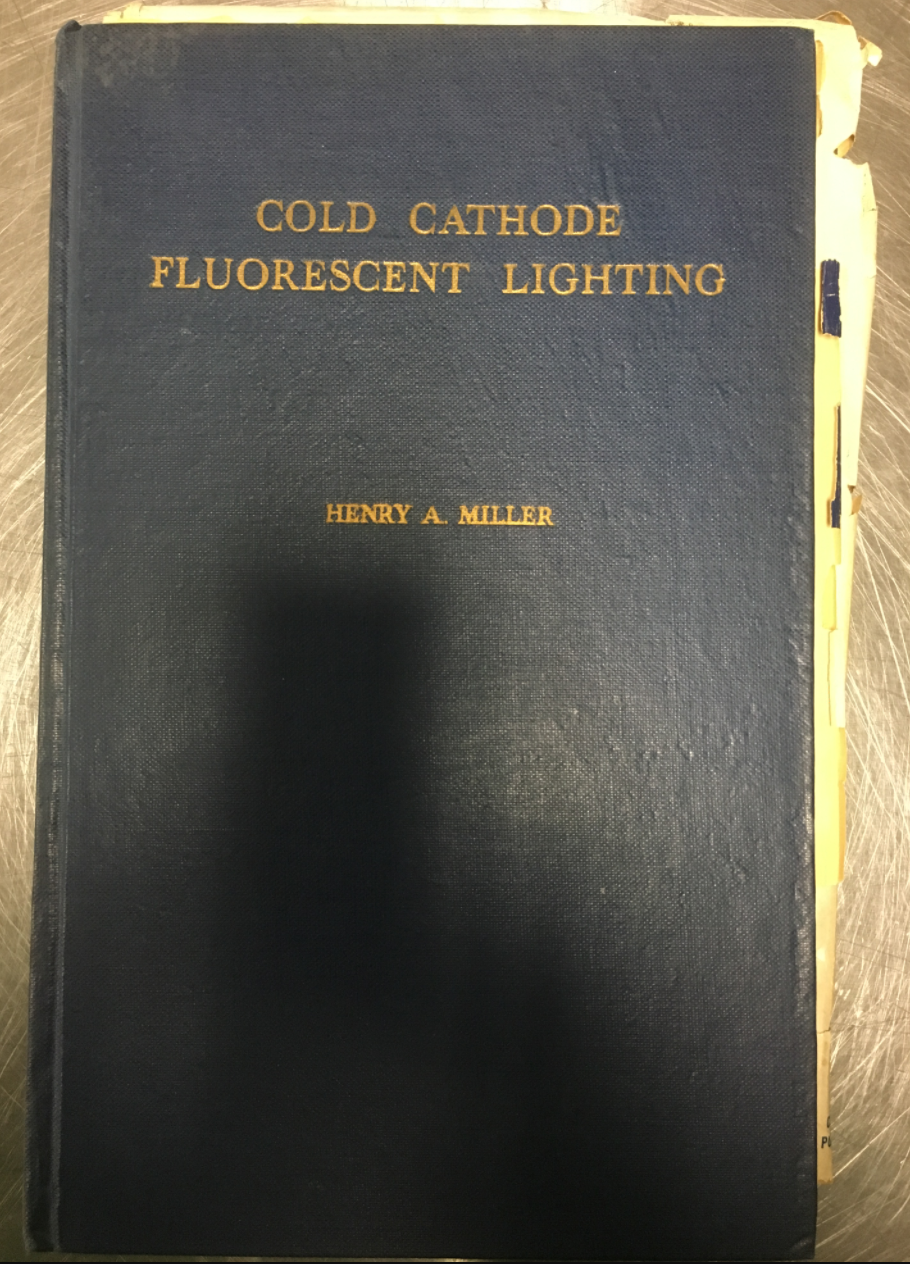 COLD CATHODE
FLUORESCENT LIGHTING
HENRY A. MILLER